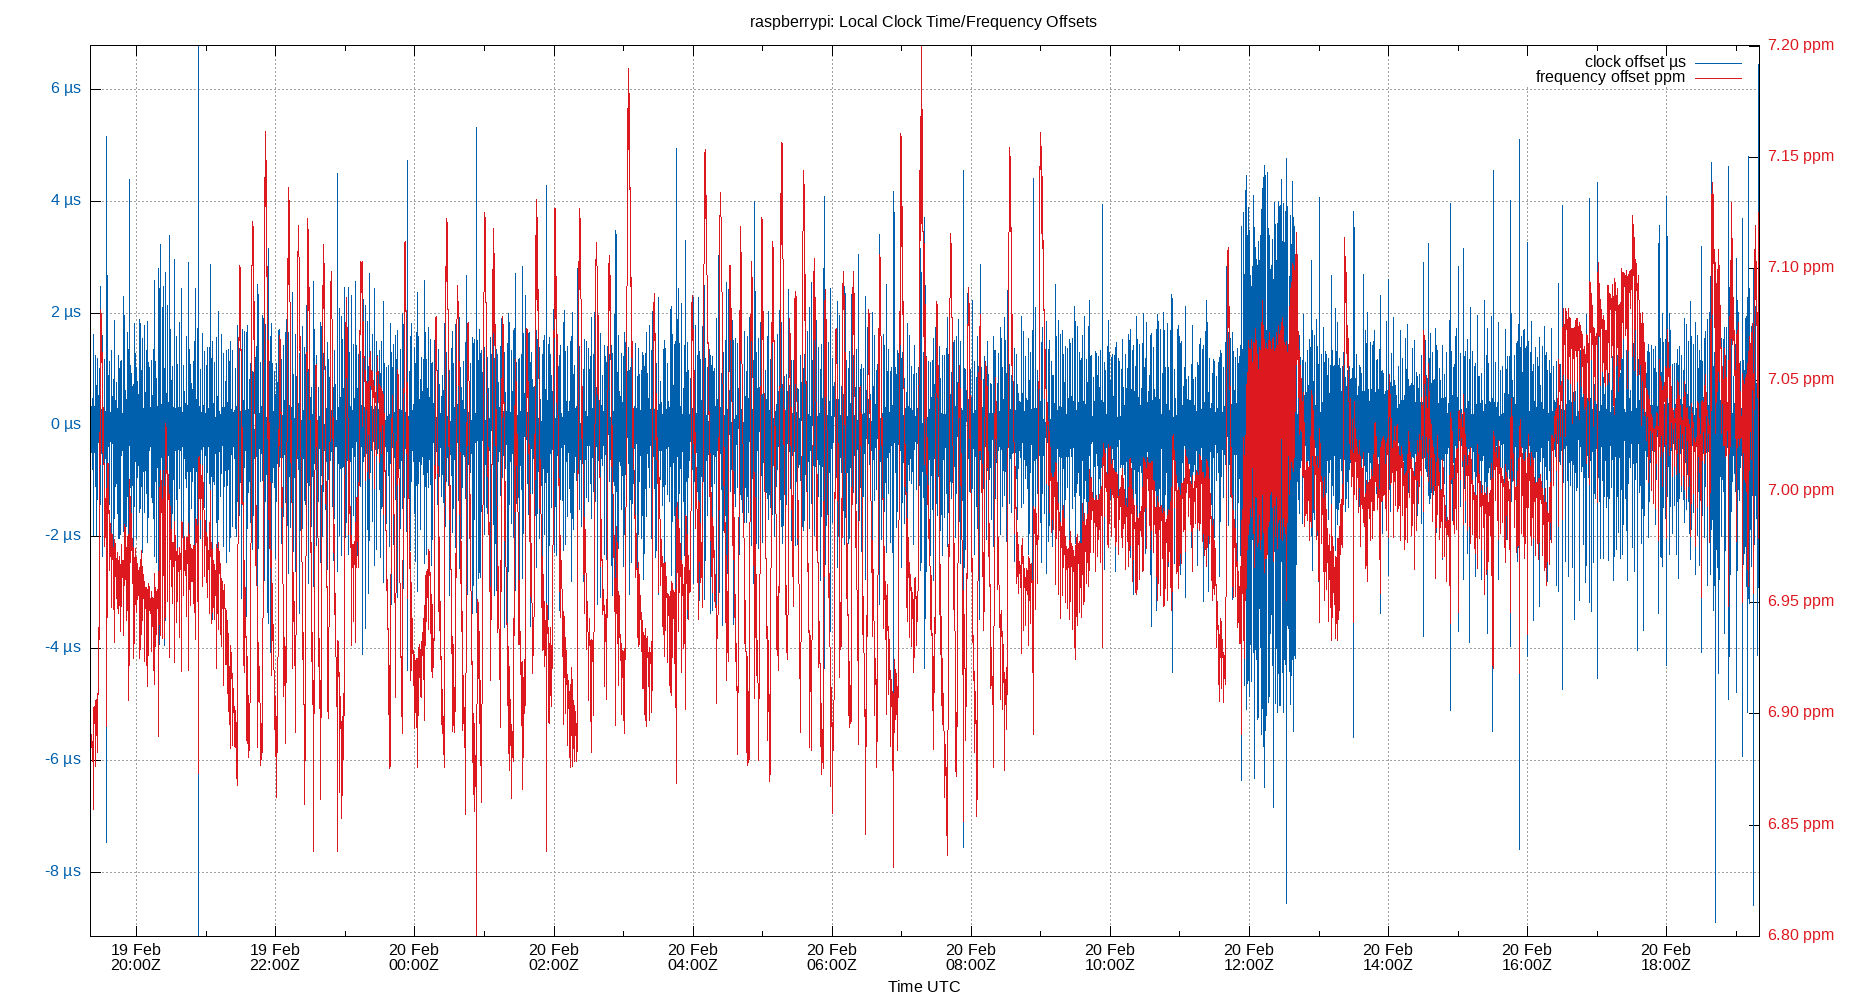 raspberrypi: Local Clock Time/Frequency Offsets
7.20 ppm
clock offset µs
frequency offset ppm
6 µs
7.15 ppm
4 µs
7.10 ppm
2 µs
7.05 ppm
0 µs
7.00 ppm
-2 µs
6.95 ppm
-4 µs
6.90 ppm
-6 µs
6.85 ppm
-8 µs
6.80 ppm
19 Feb 19 Feb 20 Feb 20 Feb 20 Feb 20 Feb 20 Feb 20 Feb 20 Feb 20 Feb 20 Feb 20 Feb
20:00Z 22:00Z 00:00Z 02:00Z 04:00Z 06:00Z 08:00Z 10:00Z 12:00Z 14:00Z 16:00Z 18:00Z
Time UTC